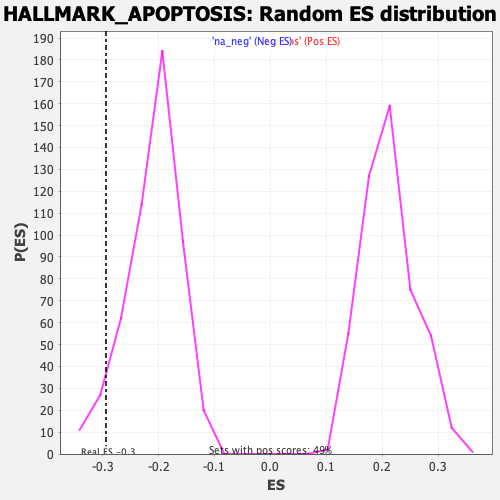 HALLMARK_APOPTOSIS: Random ES distribution
'na_neg' (Neg ES) s' (Pos ES)
190
180
170
160
150
140
130
120
110
100
90
80
70
60
50
40
30
20
10
0
P(ES)
Real ES -0.3
Sets with pos scores: 49%
-0.3 -0.2 -0.1 0.0 0.1 0.2 0.3
ES